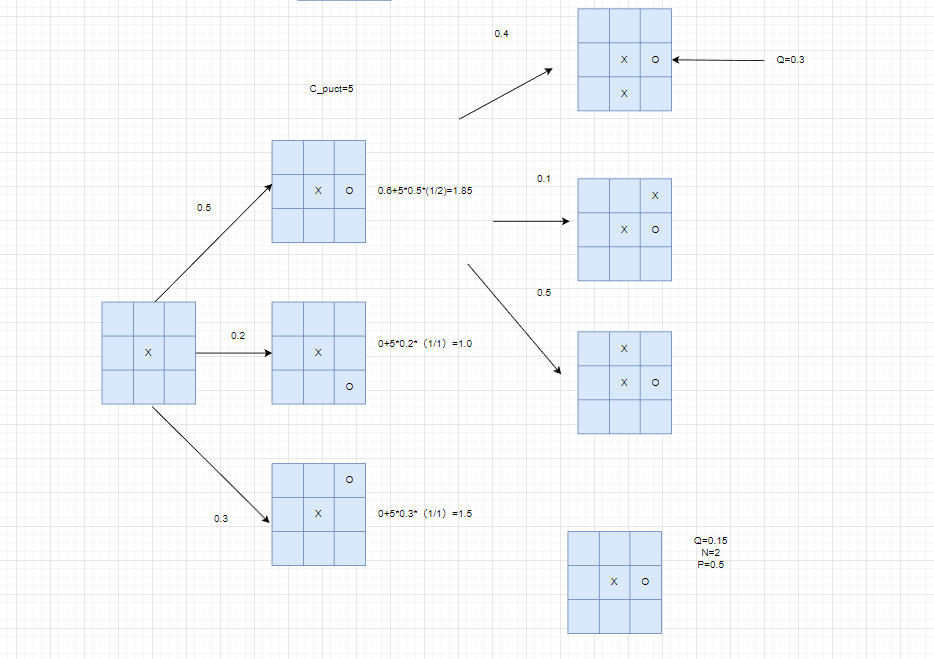 0.4
X O
X
Q=0.3
C_puct=5
0.5
X O
0.6+5*0.5*(1/2)=1.85
0.1
X
X O
0.5
X
X O
X
0.2
X
O
0+5*0.2*（1/1）=1.0
0.3
O
X
0+5*0.3*（1/1）=1.5
X O
Q=0.15
N=2
P=0.5